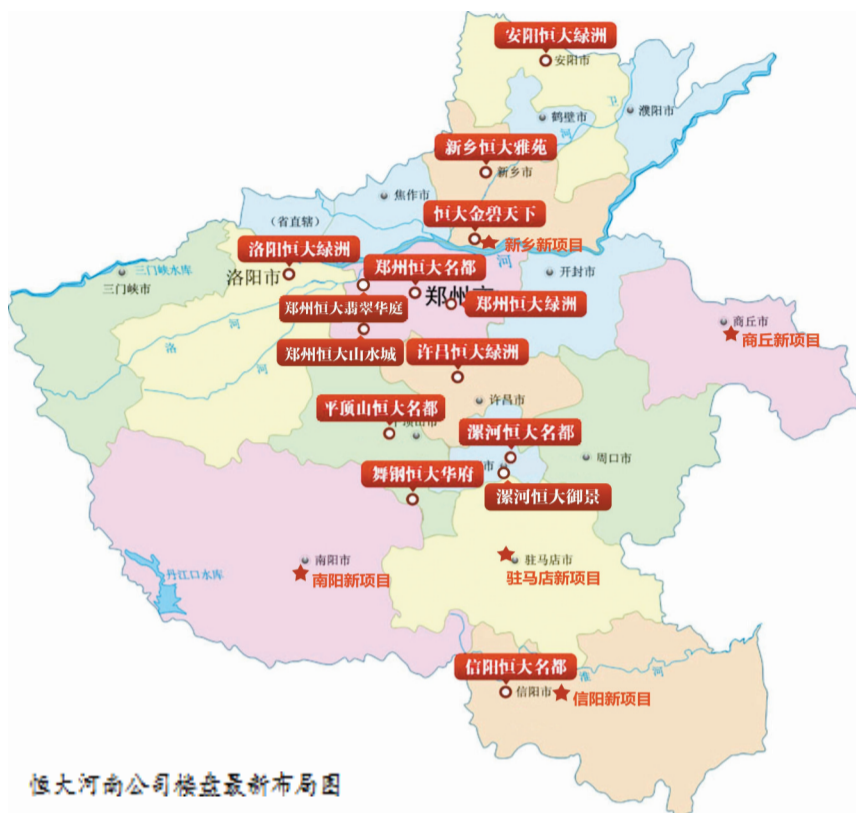 安阳恒大绿洲
安阳市
鹤壁市
濮阳市
卫
河
新乡恒大雅苑
新乡市
焦作市
（省直辖）
恒大金碧天下
新乡新项目
河
洛阳恒大绿洲
洛阳市
三门峡水库
三门峡市
郑州恒大名都
开封市
郑州
郑州恒大翡翠华庭
郑州恒大绿洲
商丘市
商丘新项目
洛
河
郑州恒大山水城
许昌恒大绿洲
许昌市
平顶山恒大名都
漯河恒大名都
市
周口市
舞钢恒大华府
漯河恒大御景
南阳市
南阳新项目
丹江口水库
驻马店市
驻马店新项目
信阳恒大名都
淮
河
信阳市
信阳新项目
恒大河南公司楼盘最新布局图